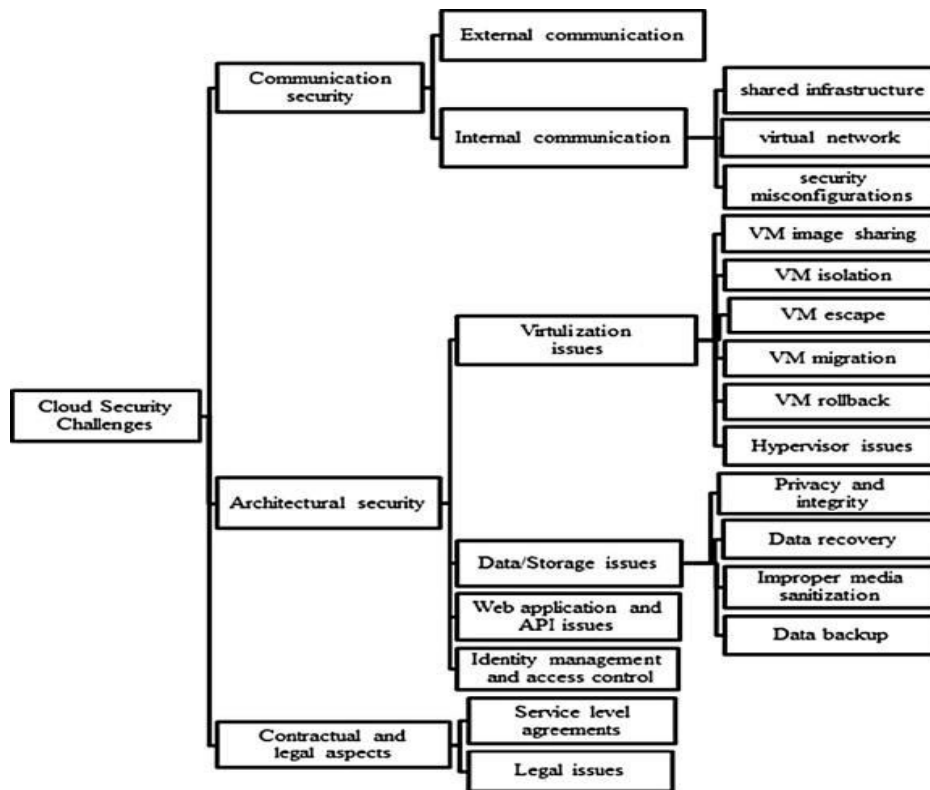 External communication
Communication
security
shared infrastructure
Internal communication
virtual network
security
misconfigurations
VM image sharing
VM isolation
VM escape
Virtulization
issues
VM migration
VM rollback
Cloud Security
Challenges
Hypervisor issues
Architectural security
Privacy and
integrity
Data recovery
Data/Storage issues
Improper media
sanitization
Web application and
API issues
Data backup
Identity management
and access control
Contractual and
legal aspects
Service level
agreements
Legal issues